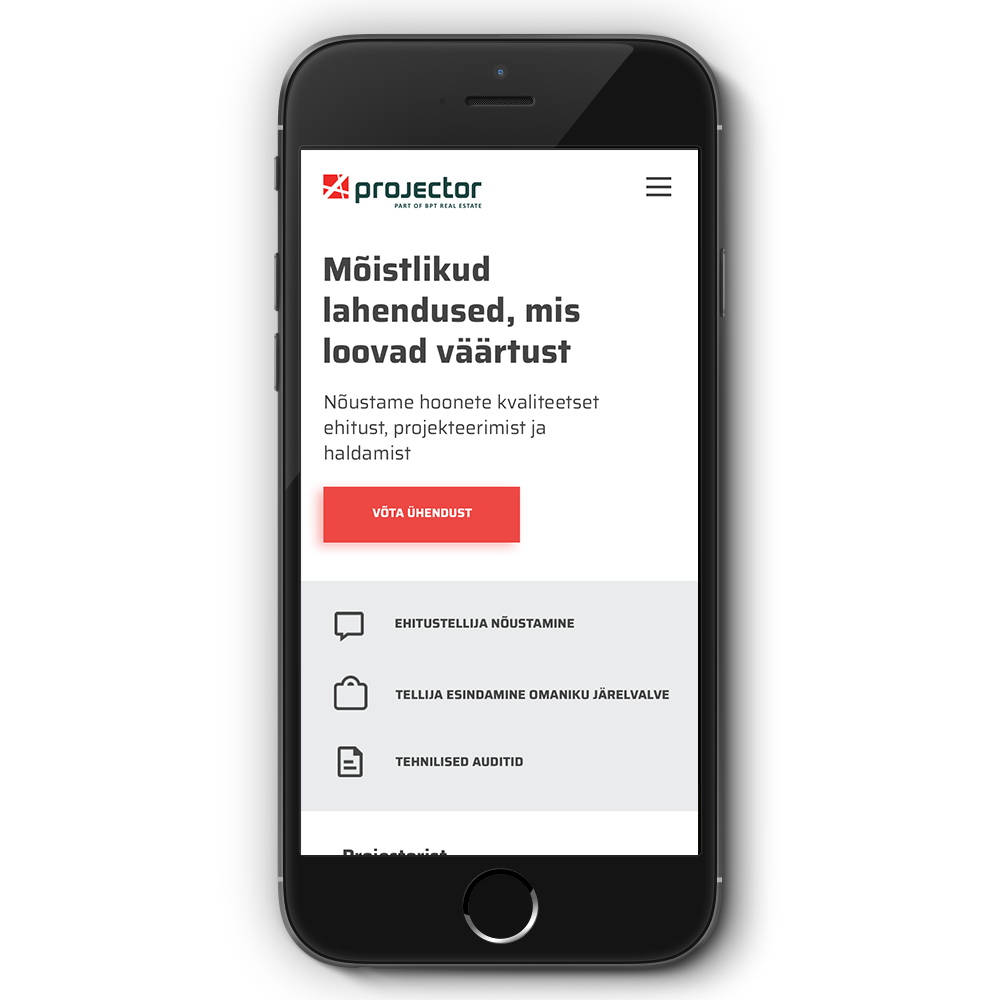 projector
PART OF BPT REAL ESTATE
Mõistlikud
lahendused, mis
loovad väärtust
Nõustame hoonete kvaliteetset
ehitust, projekteerimist ja
haldamist
VÕTA ÜHENDUST
EHITUSTELLIJA NÕUSTAMINE
TELLIJA ESINDAMINE OMANIKU JÄRELVALVE
TEHNILISED AUDITID
Projectorist